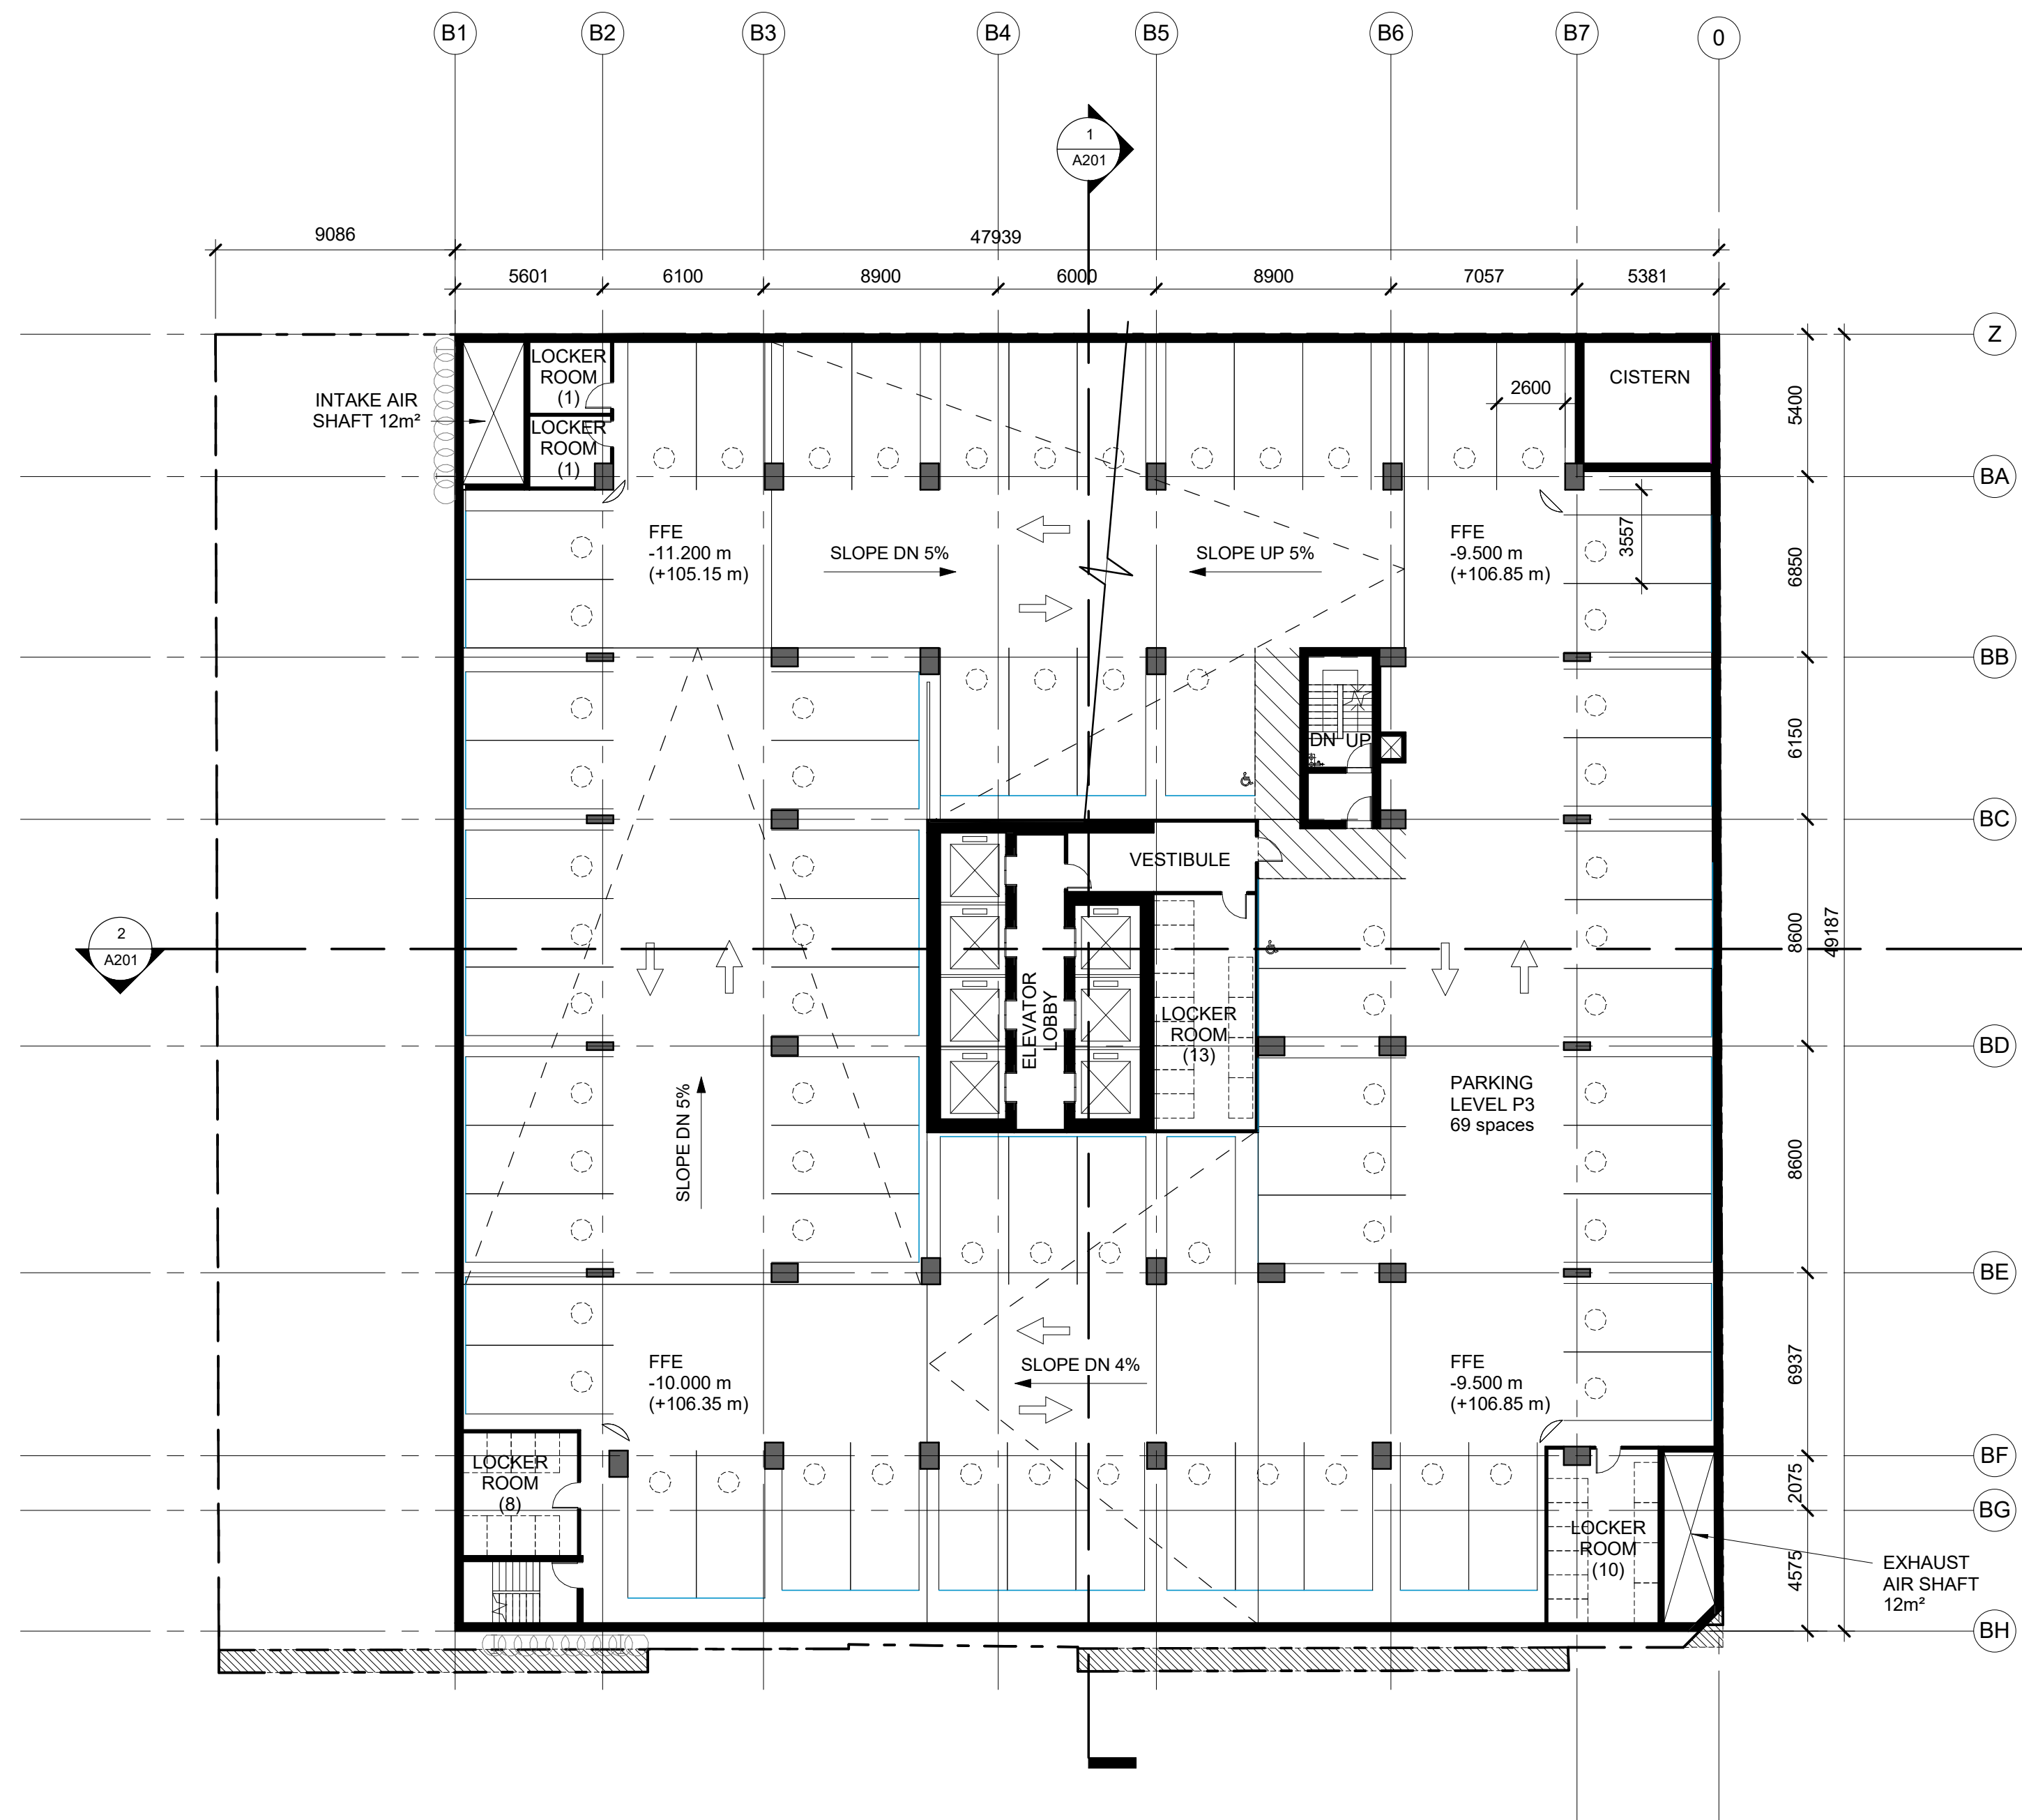 B1
B2
B3
B4
B5
B6
B7
0
1
A201
9086
47939
5601
6100
8900
6000
8900
7057
5381
Z
LOCKER
ROOM
(1)
LOCKER
ROOM
(1)
INTAKE AIR
SHAFT 12m²
2600
CISTERN
5400
BA
FFE
-11.200 m
(+105.15 m)
SLOPE DN 5%
SLOPE UP 5%
FFE
-9.500 m
(+106.85 m)
3557
6850
BB
DN UP
6150
BC
VESTIBULE
2
A201
ELEVATOR
LOBBY
LOCKER
ROOM
(13)
8600
49187
BD
SLOPE DN 5%
PARKING
LEVEL P3
69 spaces
8600
BE
FFE
-10.000 m
(+106.35 m)
SLOPE DN 4%
FFE
-9.500 m
(+106.85 m)
6937
BF
LOCKER
ROOM
(8)
2075
BG
LOCKER
ROOM
(10)
4575
EXHAUST
AIR SHAFT
12m²
BH